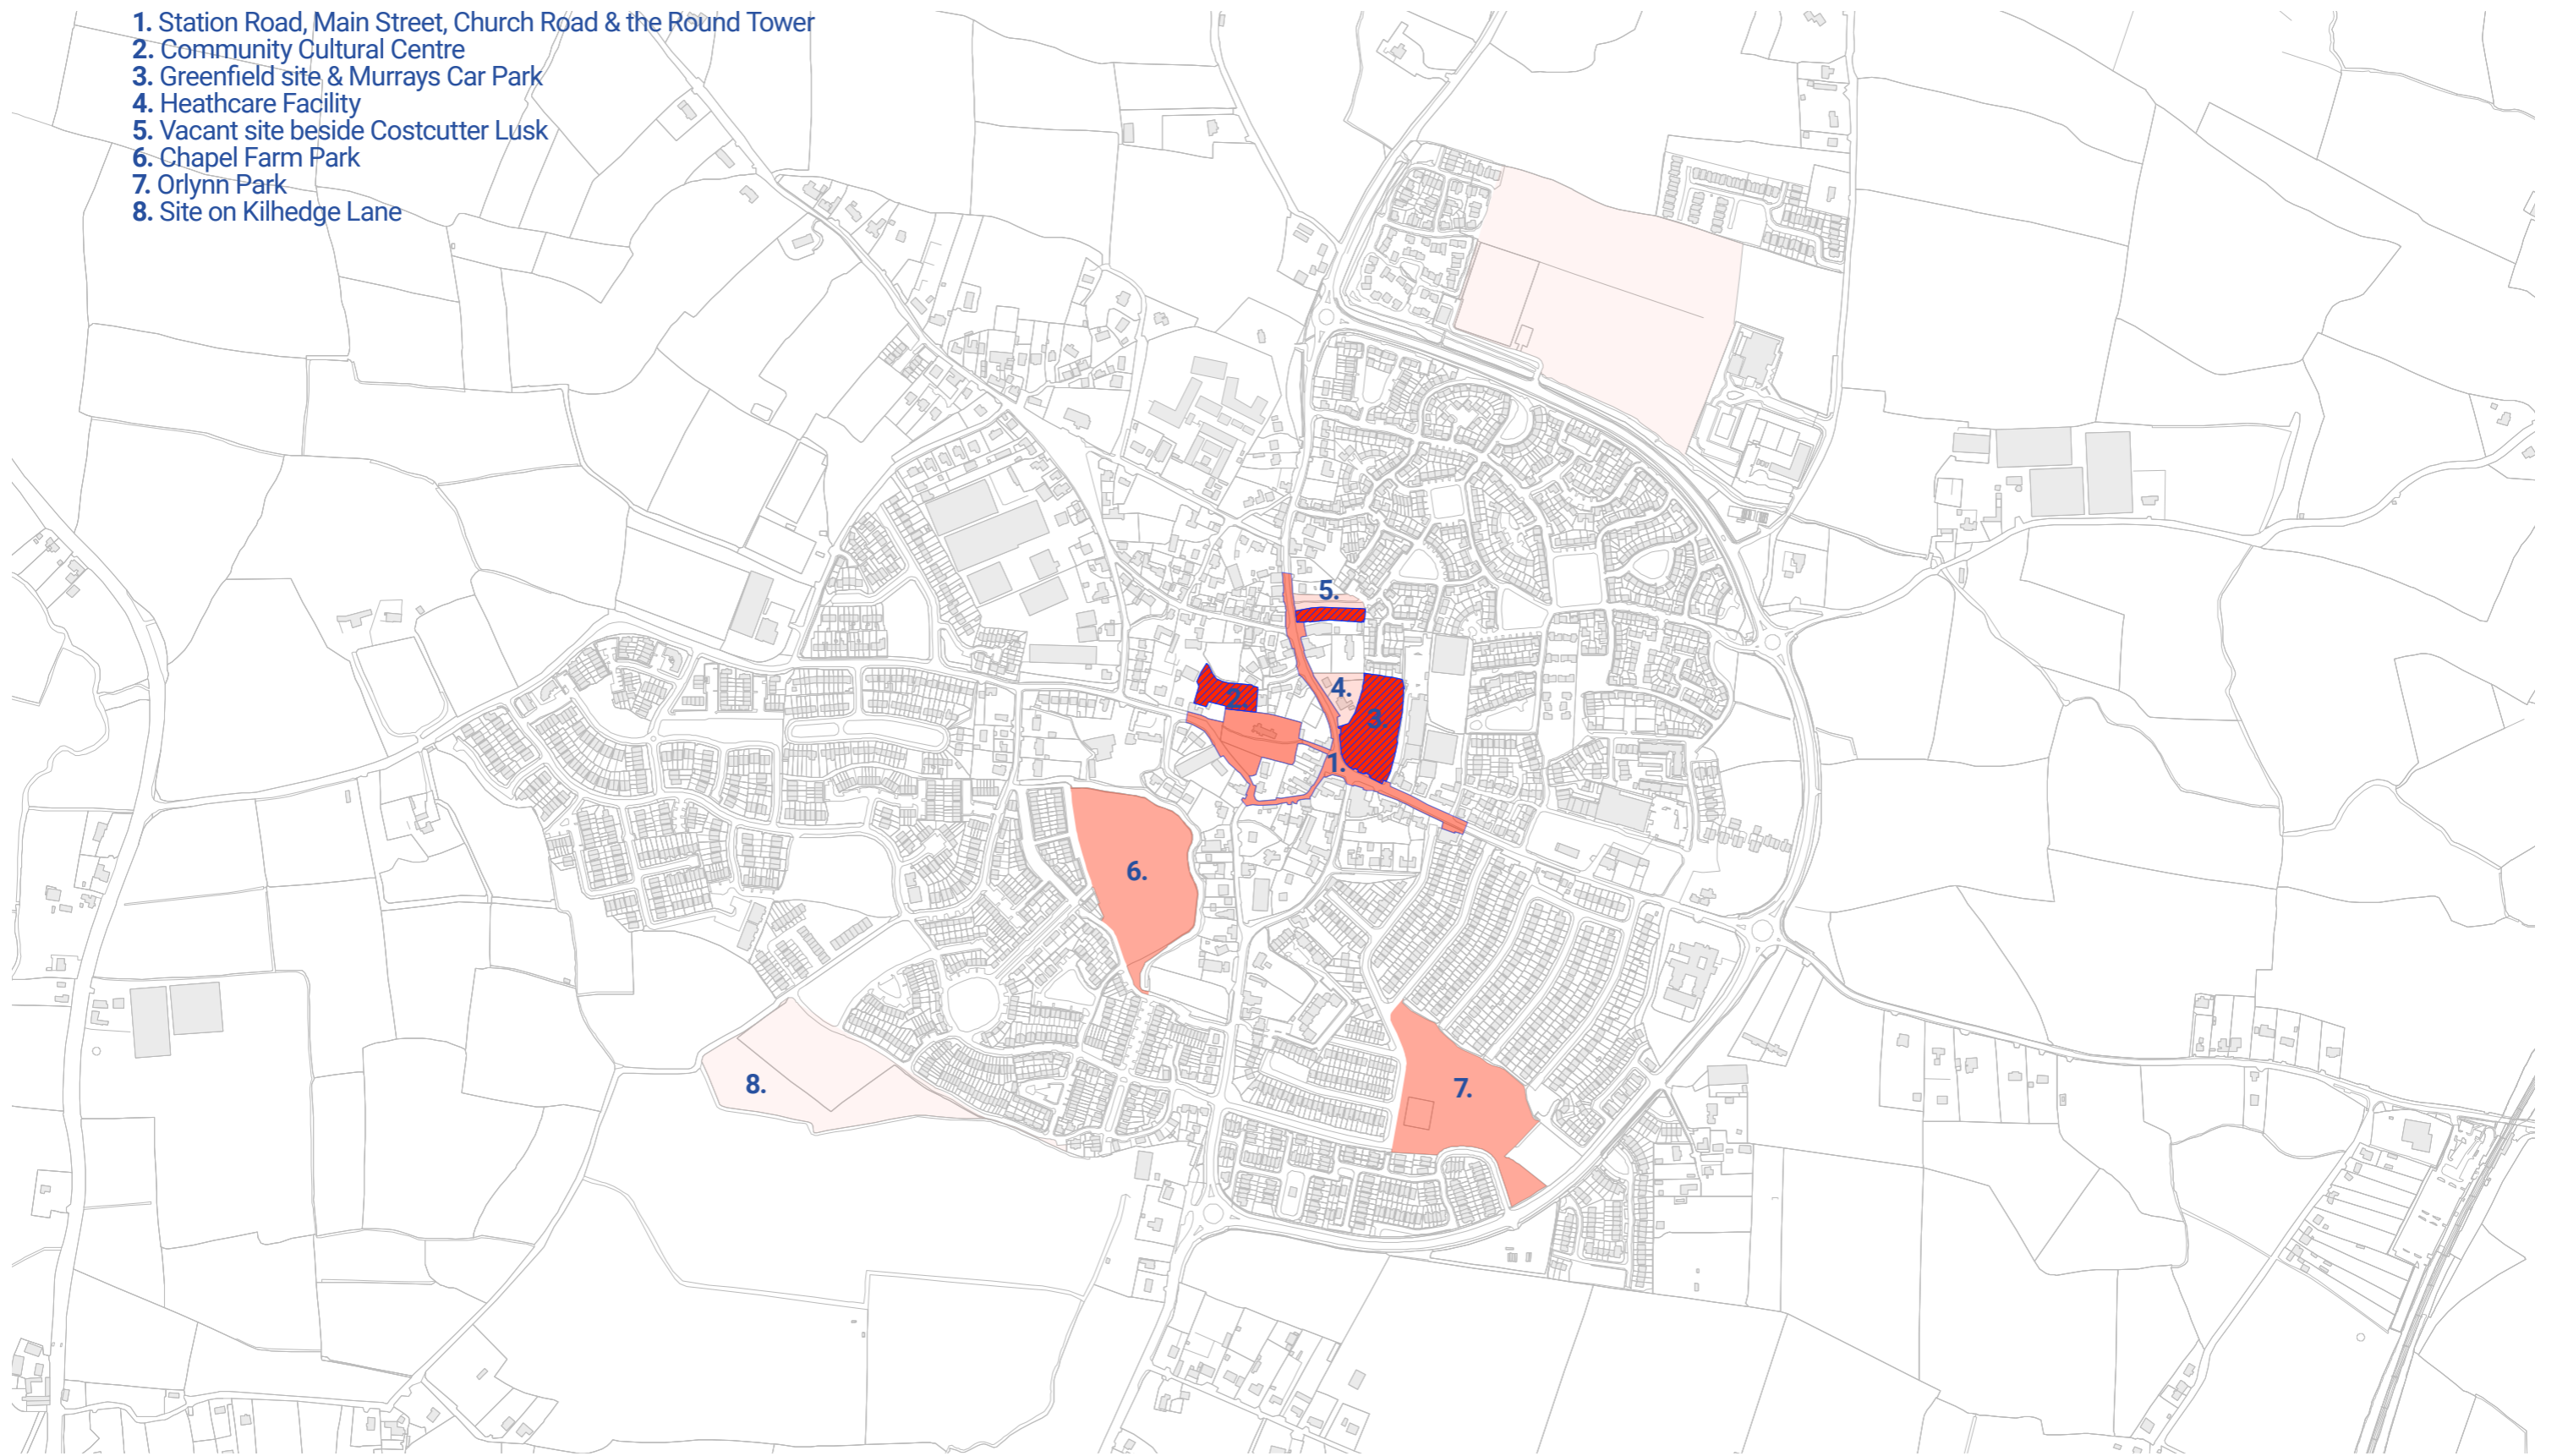 1. Station Road, Main Street, Church Road & the Round Tower
2. Community Cultural Centre
3. Greenfield site & Murrays Car Park
4. Heathcare Facility
5. Vacant site beside Costcutter Lusk
6. Chapel Farm Park
7. Orlynn Park
8. Site on Kilhedge Lane
5.
4.
2.
3.
1.
6.
8.
7.